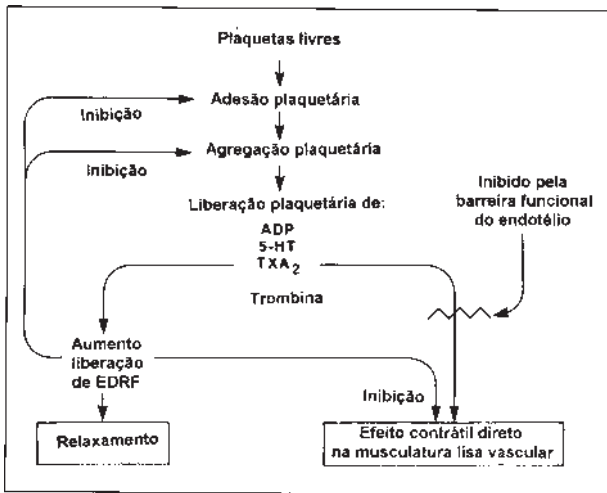 Plaquetas livres
Adesão plaquetária
Inibição
Agregação plaquetária
Inibição
Inibido pela
barreira funcional
do endotélio
Liberação plaquetária de:
ADP
5-HT
TXA2
Trombina
Aumento
liberação
de EDRF
Inibição
Relaxamento
Efeito contrátil direto
na musculatura lisa vascular